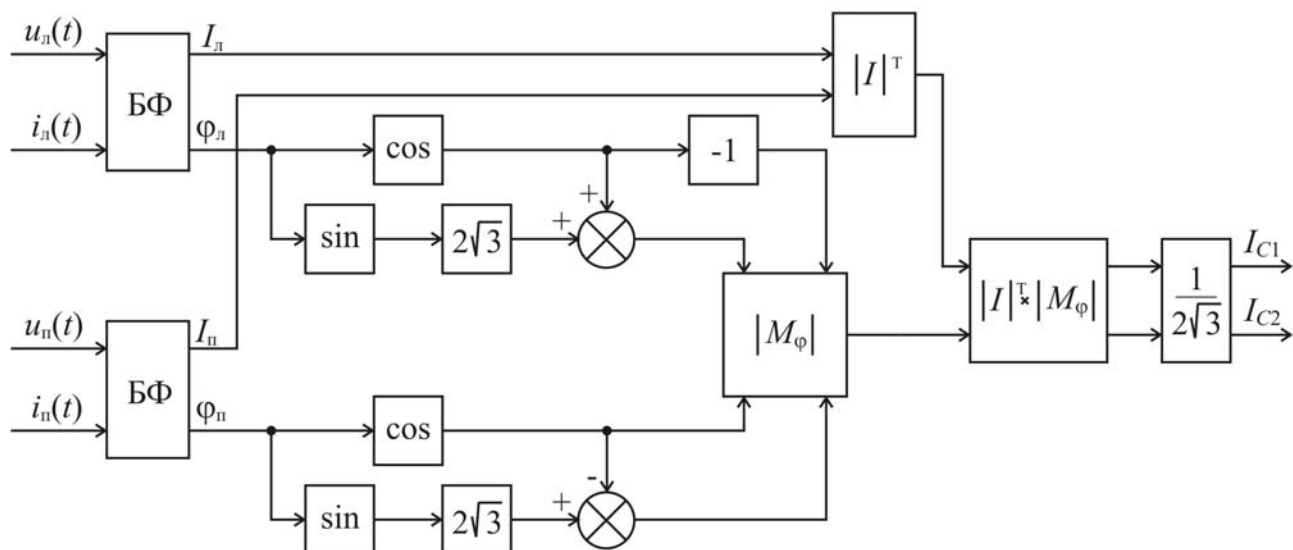 uл(t)
Iл
БФ
|I|ᵀ
iл(t)
φл
cos
-1
+
sin
2√3
+
IC1
|I|ᵀ×|Mφ|
1
2√3
uп(t)
Iп
|Mφ|
IC2
БФ
iп(t)
φп
cos
-
sin
2√3
+